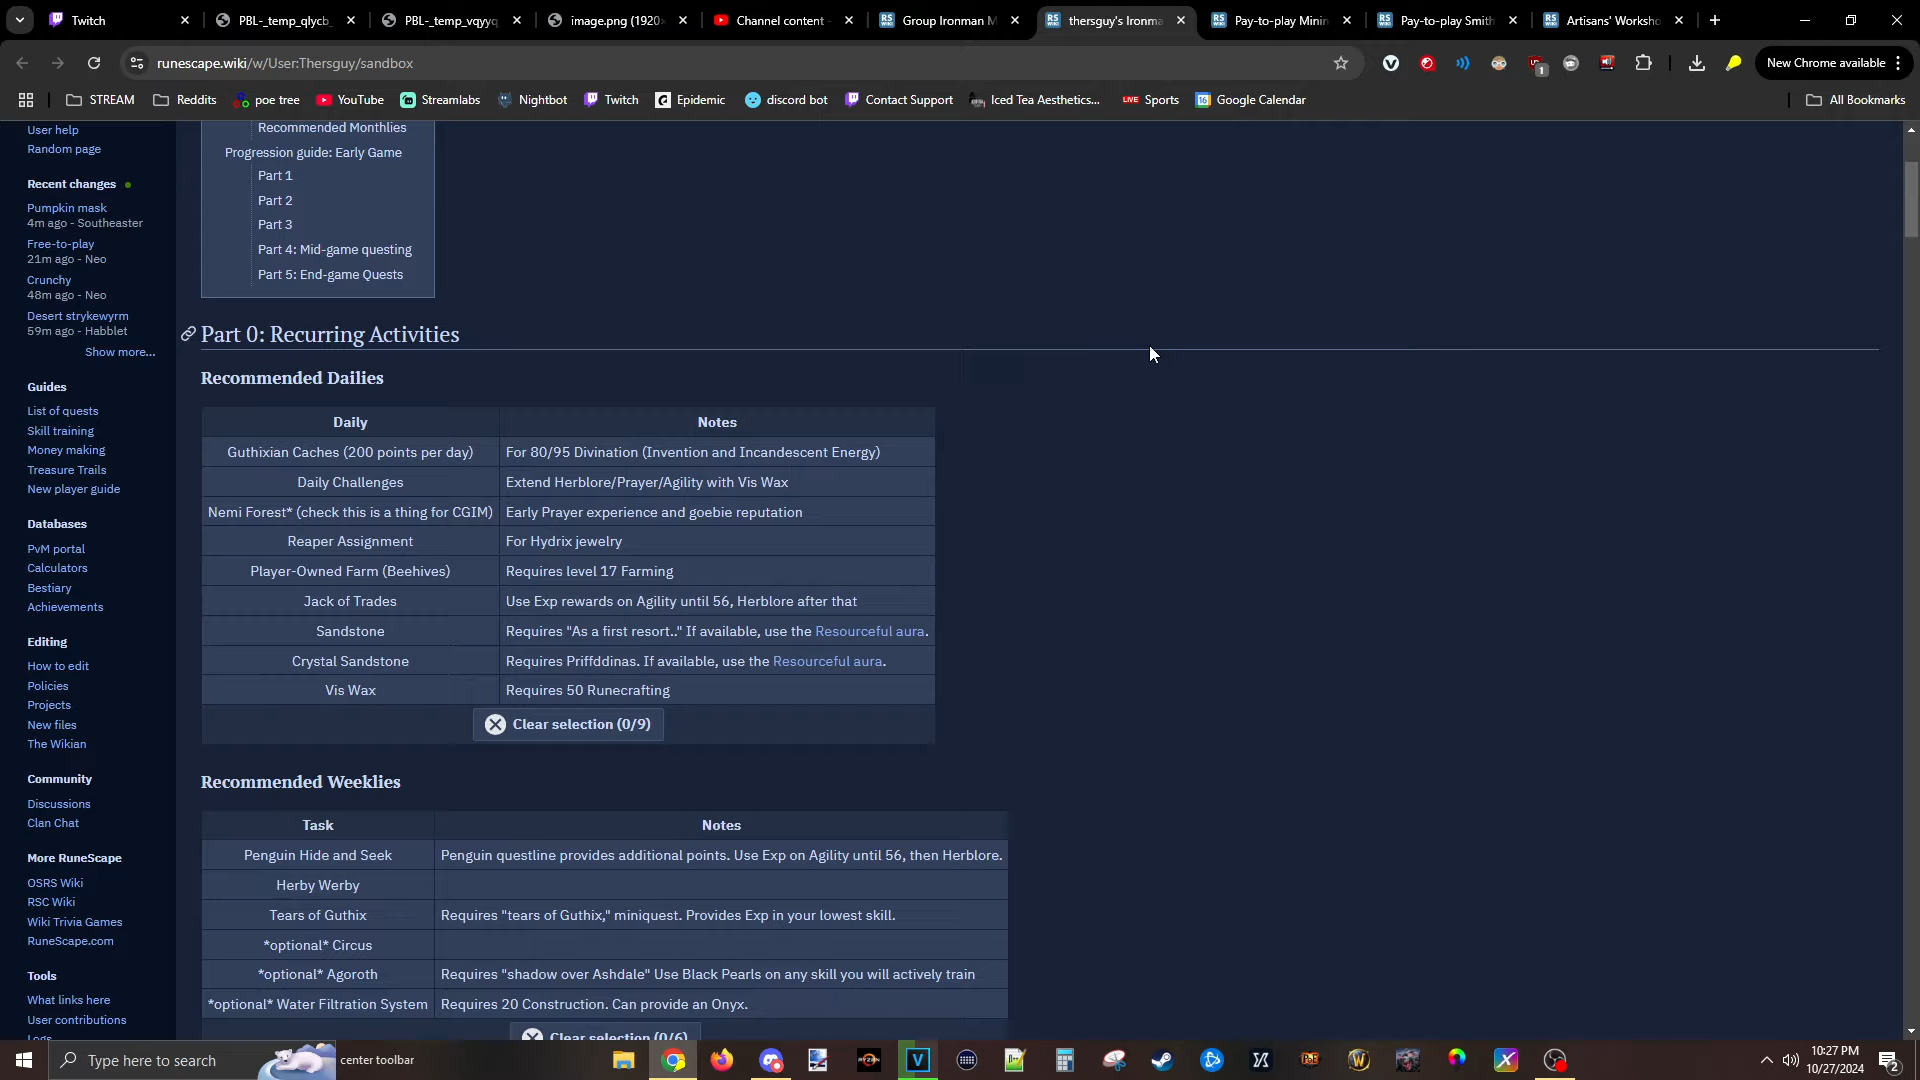 Twitch
PBL-_temp_qlycb_
PBL-_temp_vqyyq
image.png (1920×
Channel content -
Group Ironman M
thersguy's Ironma
Pay-to-play Minin
Pay-to-play Smith
Artisans' Worksho
runescape.wiki/w/User:Thersguy/sandbox
New Chrome available
STREAM
Reddits
poe tree
YouTube
Streamlabs
Nightbot
Twitch
Epidemic
discord bot
Contact Support
Iced Tea Aesthetics...
LIVE Sports
Google Calendar
All Bookmarks
User help
Random page
Recent changes
Pumpkin mask
4m ago - Southeaster
Free-to-play
21m ago - Neo
Crunchy
48m ago - Neo
Desert strykewyrm
59m ago - Habblet
Show more...
Guides
List of quests
Skill training
Money making
Treasure Trails
New player guide
Databases
PvM portal
Calculators
Bestiary
Achievements
Editing
How to edit
Policies
Projects
New files
The Wikian
Community
Discussions
Clan Chat
More RuneScape
OSRS Wiki
RSC Wiki
Wiki Trivia Games
RuneScape.com
Tools
What links here
User contributions
Logs
Recommended Monthlies
Progression guide: Early Game
Part 1
Part 2
Part 3
Part 4: Mid-game questing
Part 5: End-game Quests
Part 0: Recurring Activities
Recommended Dailies
Daily Notes
Guthixian Caches (200 points per day) For 80/95 Divination (Invention and Incandescent Energy)
Daily Challenges Extend Herblore/Prayer/Agility with Vis Wax
Nemi Forest* (check this is a thing for CGIM) Early Prayer experience and goebie reputation
Reaper Assignment For Hydrix jewelry
Player-Owned Farm (Beehives) Requires level 17 Farming
Jack of Trades Use Exp rewards on Agility until 56, Herblore after that
Sandstone Requires "As a first resort.." If available, use the Resourceful aura.
Crystal Sandstone Requires Priffddinas. If available, use the Resourceful aura.
Vis Wax Requires 50 Runecrafting
Clear selection (0/9)
Recommended Weeklies
Task Notes
Penguin Hide and Seek Penguin questline provides additional points. Use Exp on Agility until 56, then Herblore.
Herby Werby
Tears of Guthix Requires "tears of Guthix," miniquest. Provides Exp in your lowest skill.
*optional* Circus
*optional* Agoroth Requires "shadow over Ashdale" Use Black Pearls on any skill you will actively train
*optional* Water Filtration System Requires 20 Construction. Can provide an Onyx.
Clear selection (0/6)
Type here to search
center toolbar
10:27 PM
10/27/2024
2